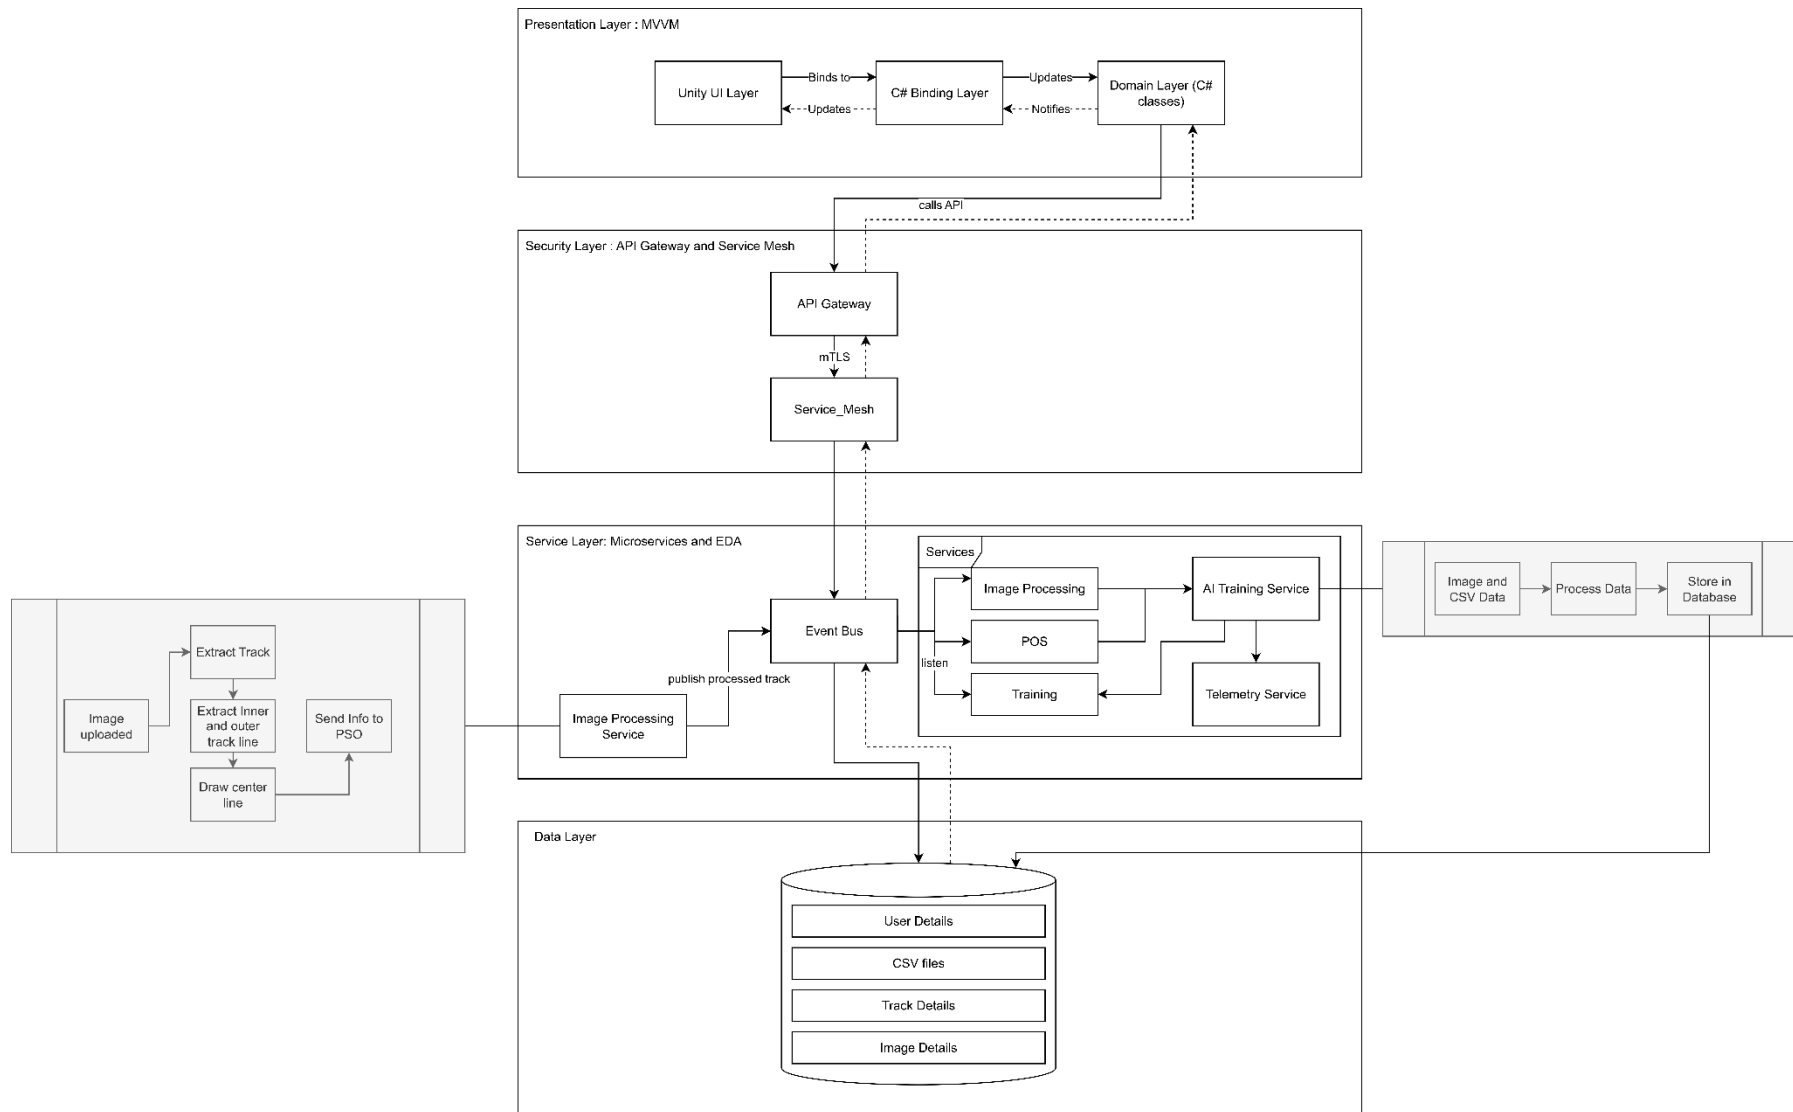 Presentation Layer : MVVM
Unity UI Layer
Binds to
Updates
C# Binding Layer
Updates
Notifies
Domain Layer (C#
classes)
calls API
Security Layer : API Gateway and Service Mesh
API Gateway
mTLS
Service_Mesh
Service Layer: Microservices and EDA
Services
Image Processing
AI Training Service
Event Bus
POS
listen
Training
Telemetry Service
publish processed track
Image Processing
Service
Image
uploaded
Extract Track
Extract Inner
and outer
track line
Draw center
line
Send Info to
PSO
Image and
CSV Data
Process Data
Store in
Database
Data Layer
User Details
CSV files
Track Details
Image Details